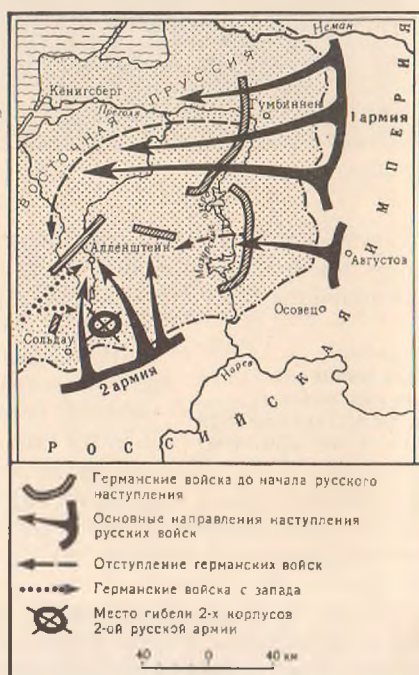 Неман
Кёнигсберг
Преголя
ВОСТОЧНАЯ ПРУССИЯ
Гумбиннен
1 армия
Алленштейн
Августов
Осовец
Сольдау
2 армия
Нарев
РОССИЙСКАЯ ИМПЕРИЯ
Германские войска до начала русского
наступления
Основные направления наступления
русских войск
Отступление германских войск
Германские войска с запада
Место гибели 2-х корпусов
2-ой русской армии
40 0 40 км